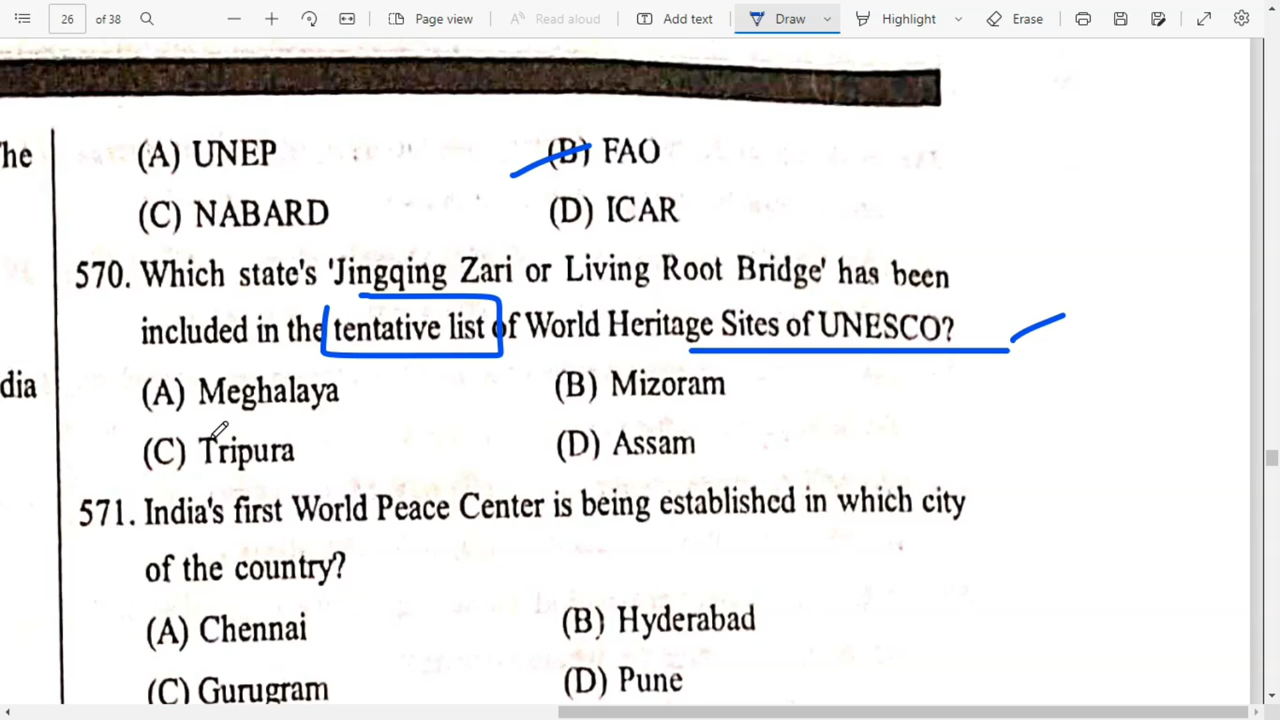 26 of 38 Page view Read aloud Add text Draw Highlight Erase
The
(A) UNEP (B) FAO
(C) NABARD (D) ICAR
570. Which state's 'Jingqing Zari or Living Root Bridge' has been
included in the tentative list of World Heritage Sites of UNESCO?
dia
(A) Meghalaya (B) Mizoram
(C) Tripura (D) Assam
571. India's first World Peace Center is being established in which city
of the country?
(A) Chennai (B) Hyderabad
(C) Gurugram (D) Pune